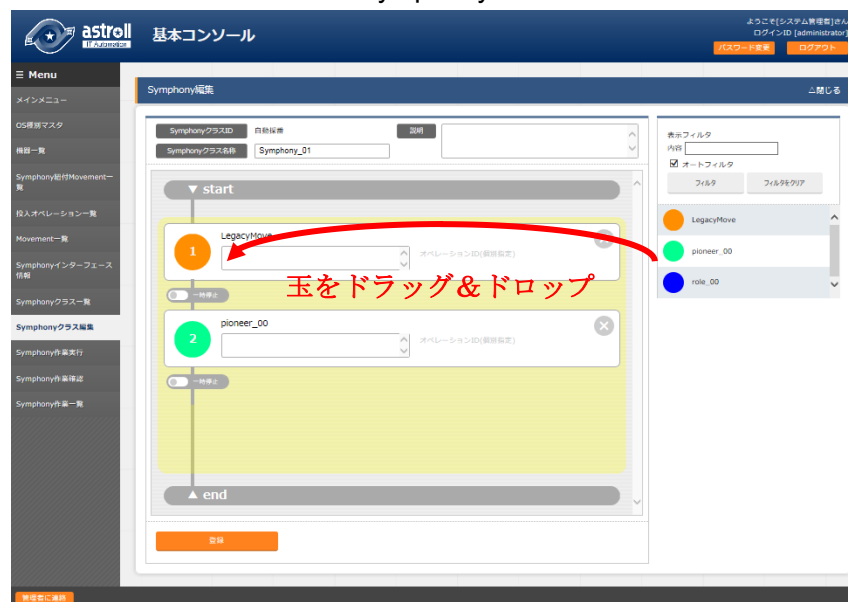 astroll
IT Automation
基本コンソール
ようこそ[システム管理者]さん
ログインID [administrator]
パスワード変更
ログアウト
☰ Menu
メインメニュー
OS種別マスタ
機器一覧
Symphony紐付Movement一覧
投入オペレーション一覧
Movement一覧
Symphonyインターフェース情報
Symphonyクラス一覧
Symphonyクラス編集
Symphony作業実行
Symphony作業確認
Symphony作業一覧
Symphony編集
△閉じる
SymphonyクラスID
自動採番
説明
Symphonyクラス名称
Symphony_01
▼ start
1
LegacyMove
オペレーションID(個別指定)
一時停止
玉をドラッグ&ドロップ
2
pioneer_00
オペレーションID(個別指定)
一時停止
▲ end
登録
表示フィルタ
内容
オートフィルタ
フィルタ
フィルタをクリア
LegacyMove
pioneer_00
role_00
管理者に連絡